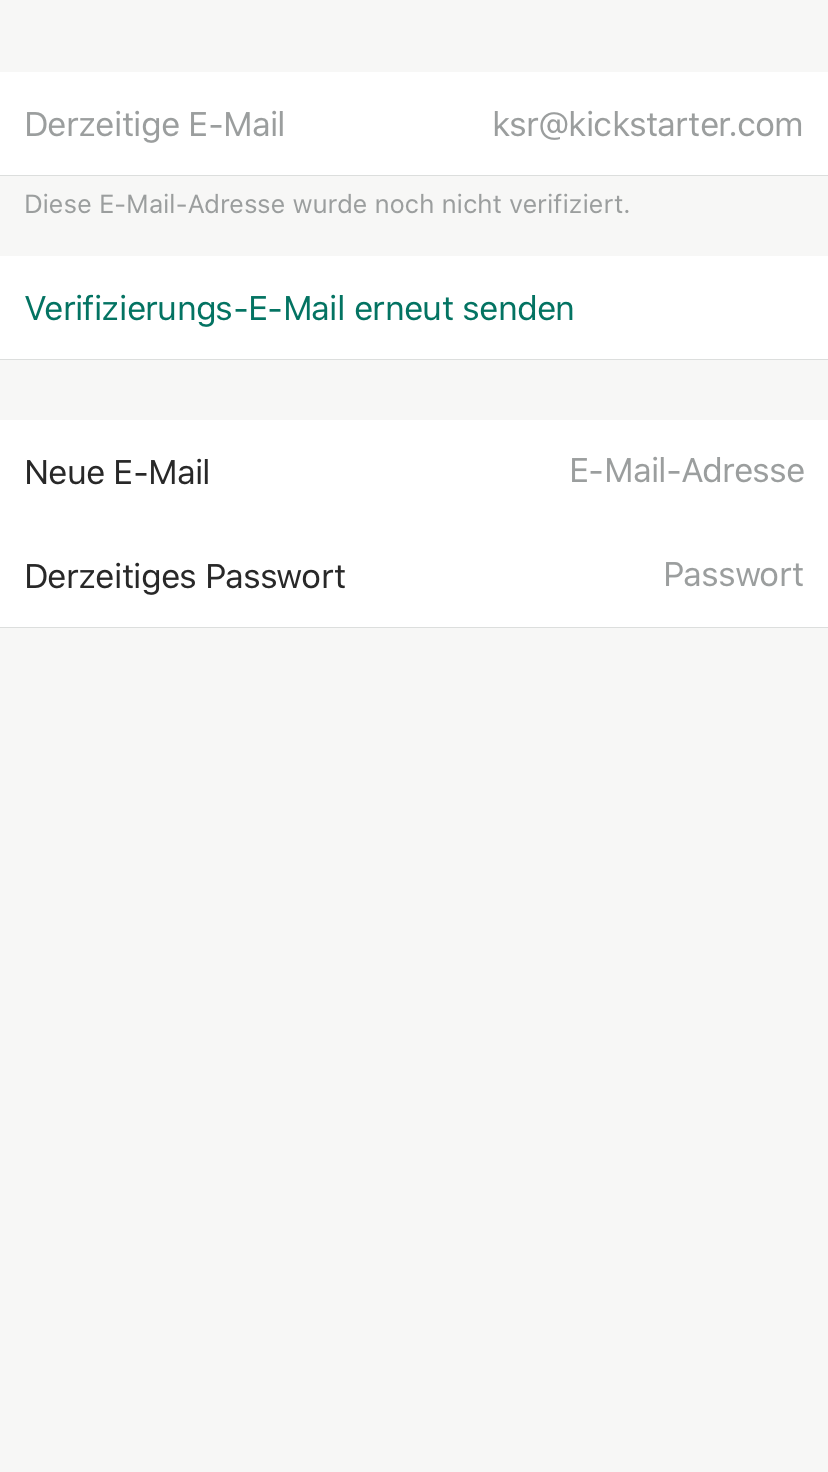 Derzeitige E-Mail ksr@kickstarter.com
Diese E-Mail-Adresse wurde noch nicht verifiziert.
Verifizierungs-E-Mail erneut senden
Neue E-Mail E-Mail-Adresse
Derzeitiges Passwort Passwort